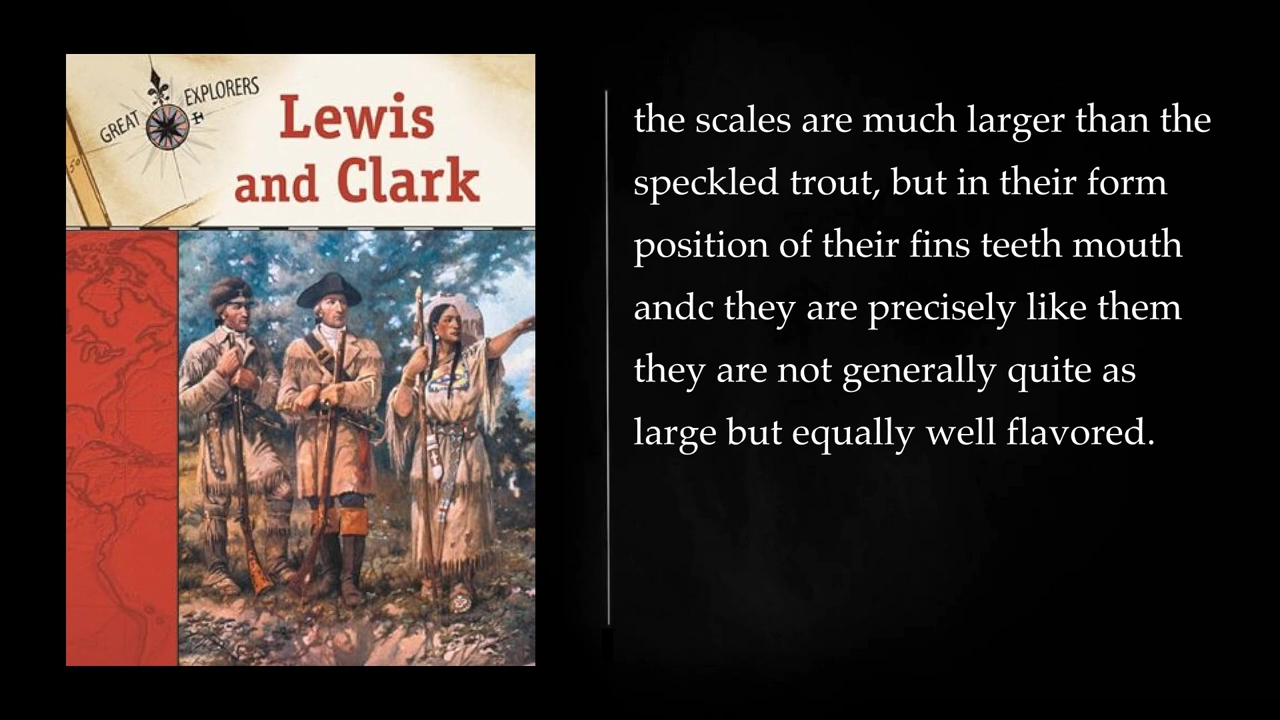 GREAT EXPLORERS
Lewis
and Clark
50
the scales are much larger than the
speckled trout, but in their form
position of their fins teeth mouth
andc they are precisely like them
they are not generally quite as
large but equally well flavored.